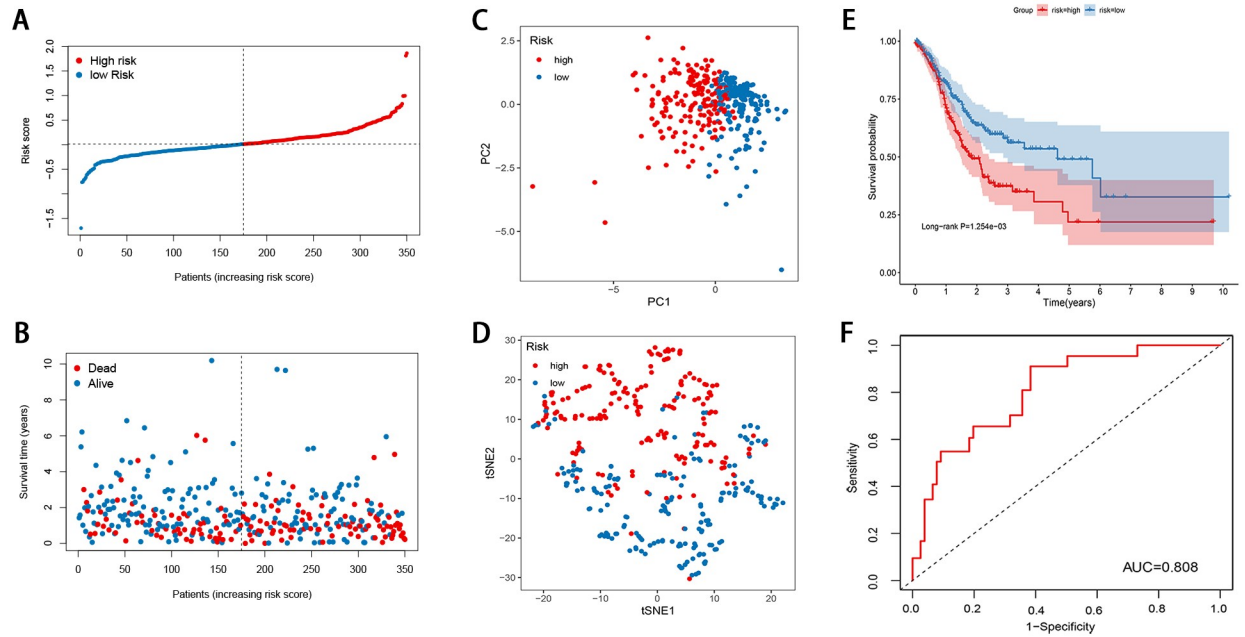 A
High risk
low Risk
Risk score
2.0
1.5
1.0
0.5
−0.5
−1.5
0 50 100 150 200 250 300 350
Patients (increasing risk score)
B
Dead
Alive
Survival time (years)
10
8
6
4
2
0
0 50 100 150 200 250 300 350
Patients (increasing risk score)
C
Risk
high
low
PC2
2.5
0.0
−2.5
−5.0
−5 0
PC1
D
Risk
high
low
tSNE2
30
20
10
0
−10
−20
−30
−20 −10 0 10 20
tSNE1
E
Group risk=high risk=low
Survival probability
1.00
0.75
0.50
0.25
0.00
Long−rank P=1.254e−03
0 1 2 3 4 5 6 7 8 9 10
Time(years)
F
Sensitivity
1.0
0.8
0.6
0.4
0.2
0.0
AUC=0.808
0.0 0.2 0.4 0.6 0.8 1.0
1−Specificity